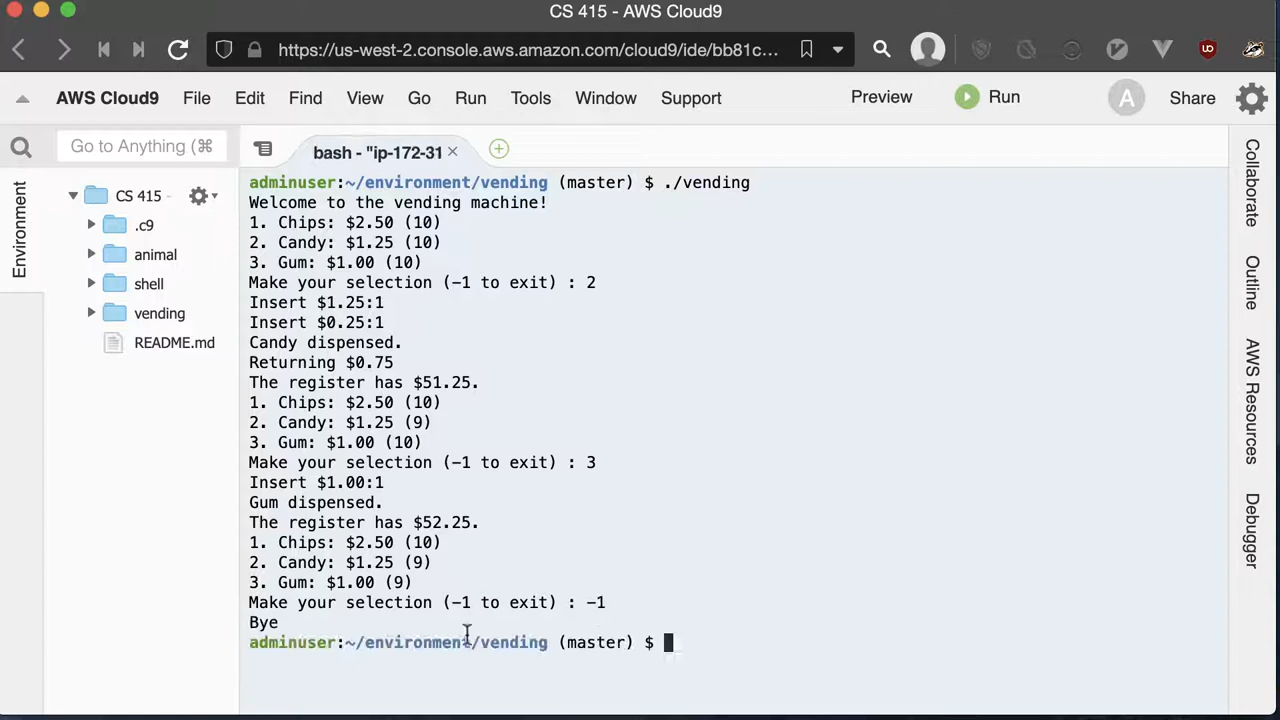 CS 415 - AWS Cloud9
https://us-west-2.console.aws.amazon.com/cloud9/ide/bb81c...
AWS Cloud9 File Edit Find View Go Run Tools Window Support Preview Run A Share
Go to Anything (⌘
bash - "ip-172-31
Environment
CS 415 -
.c9
animal
shell
vending
README.md
adminuser:~/environment/vending (master) $ ./vending
Welcome to the vending machine!
1. Chips: $2.50 (10)
2. Candy: $1.25 (10)
3. Gum: $1.00 (10)
Make your selection (-1 to exit) : 2
Insert $1.25:1
Insert $0.25:1
Candy dispensed.
Returning $0.75
The register has $51.25.
1. Chips: $2.50 (10)
2. Candy: $1.25 (9)
3. Gum: $1.00 (10)
Make your selection (-1 to exit) : 3
Insert $1.00:1
Gum dispensed.
The register has $52.25.
1. Chips: $2.50 (10)
2. Candy: $1.25 (9)
3. Gum: $1.00 (9)
Make your selection (-1 to exit) : -1
Bye
adminuser:~/environment/vending (master) $
Collaborate
Outline
AWS Resources
Debugger